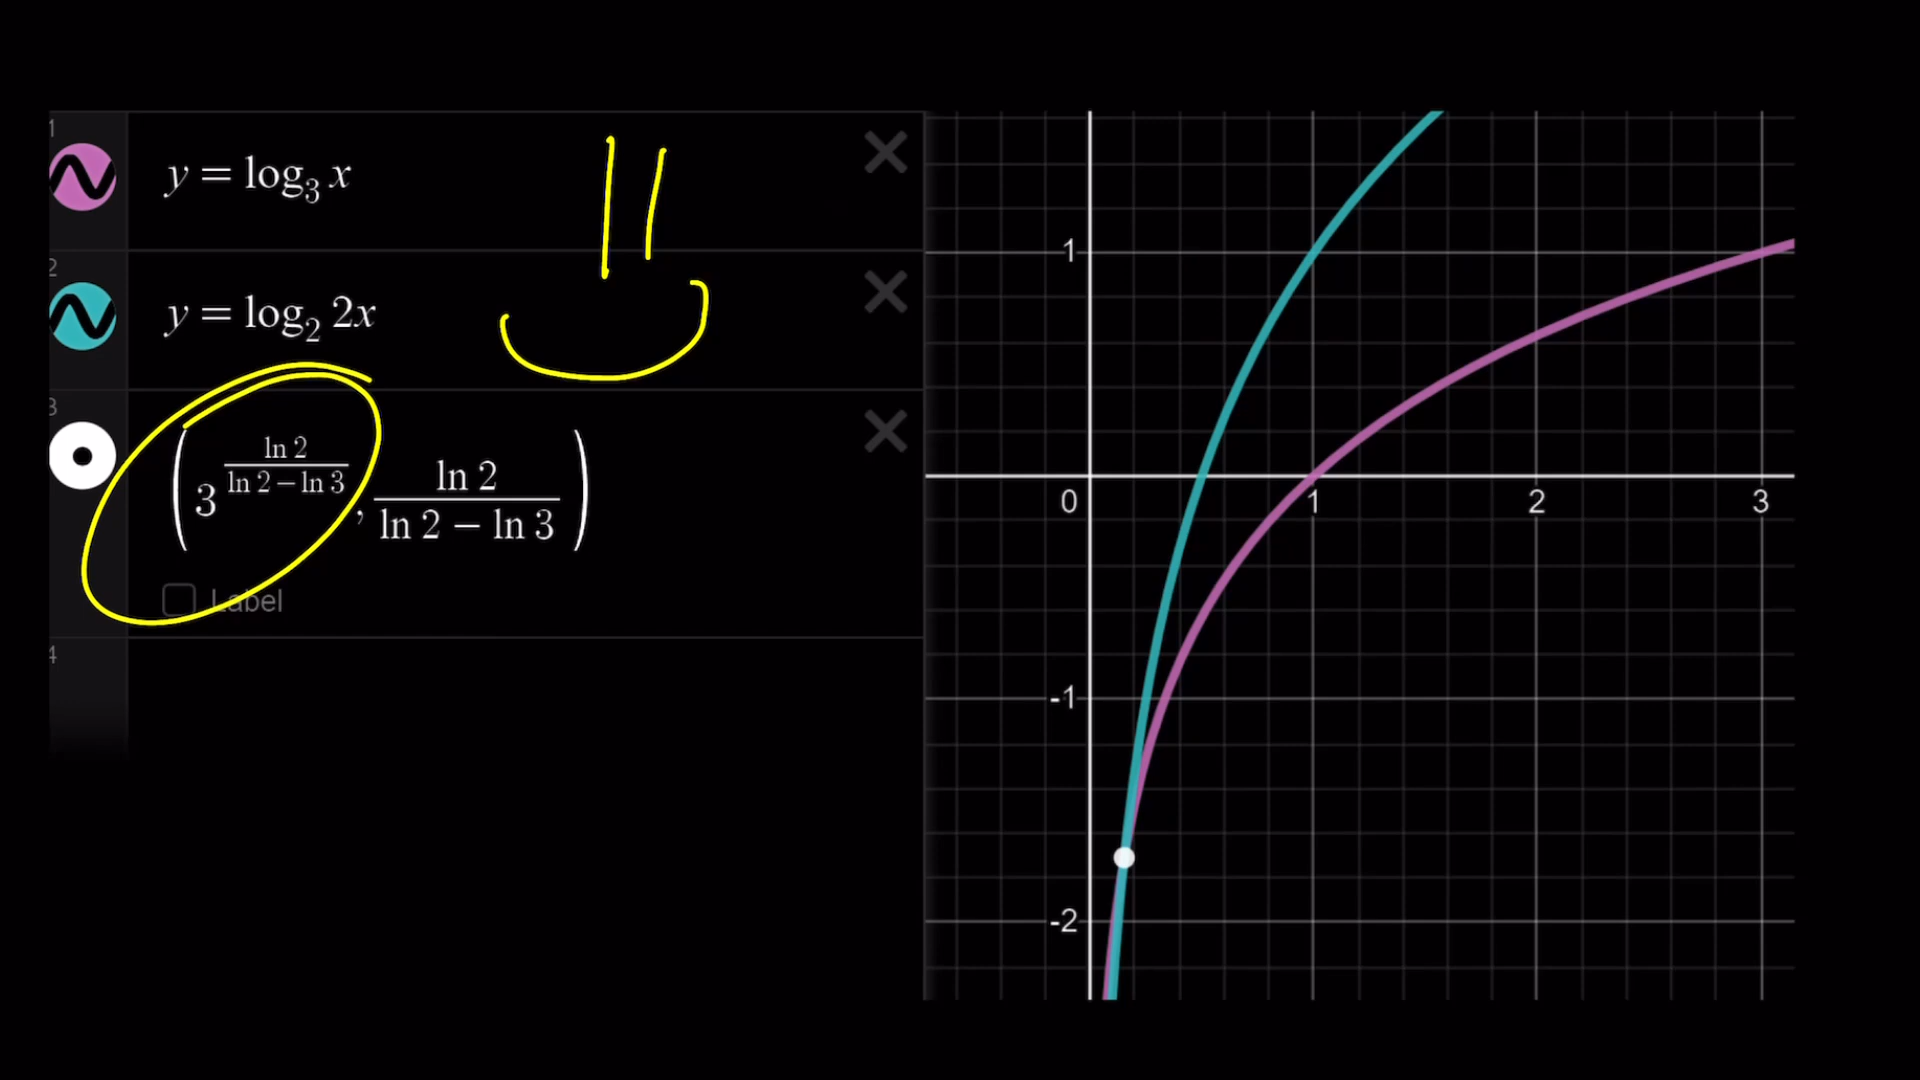 1
y = log₃ x
2
y = log₂ 2x
3
(3^(ln 2/(ln 2 − ln 3)), ln 2/(ln 2 − ln 3))
Label
4
1
0 1 2 3
-1
-2